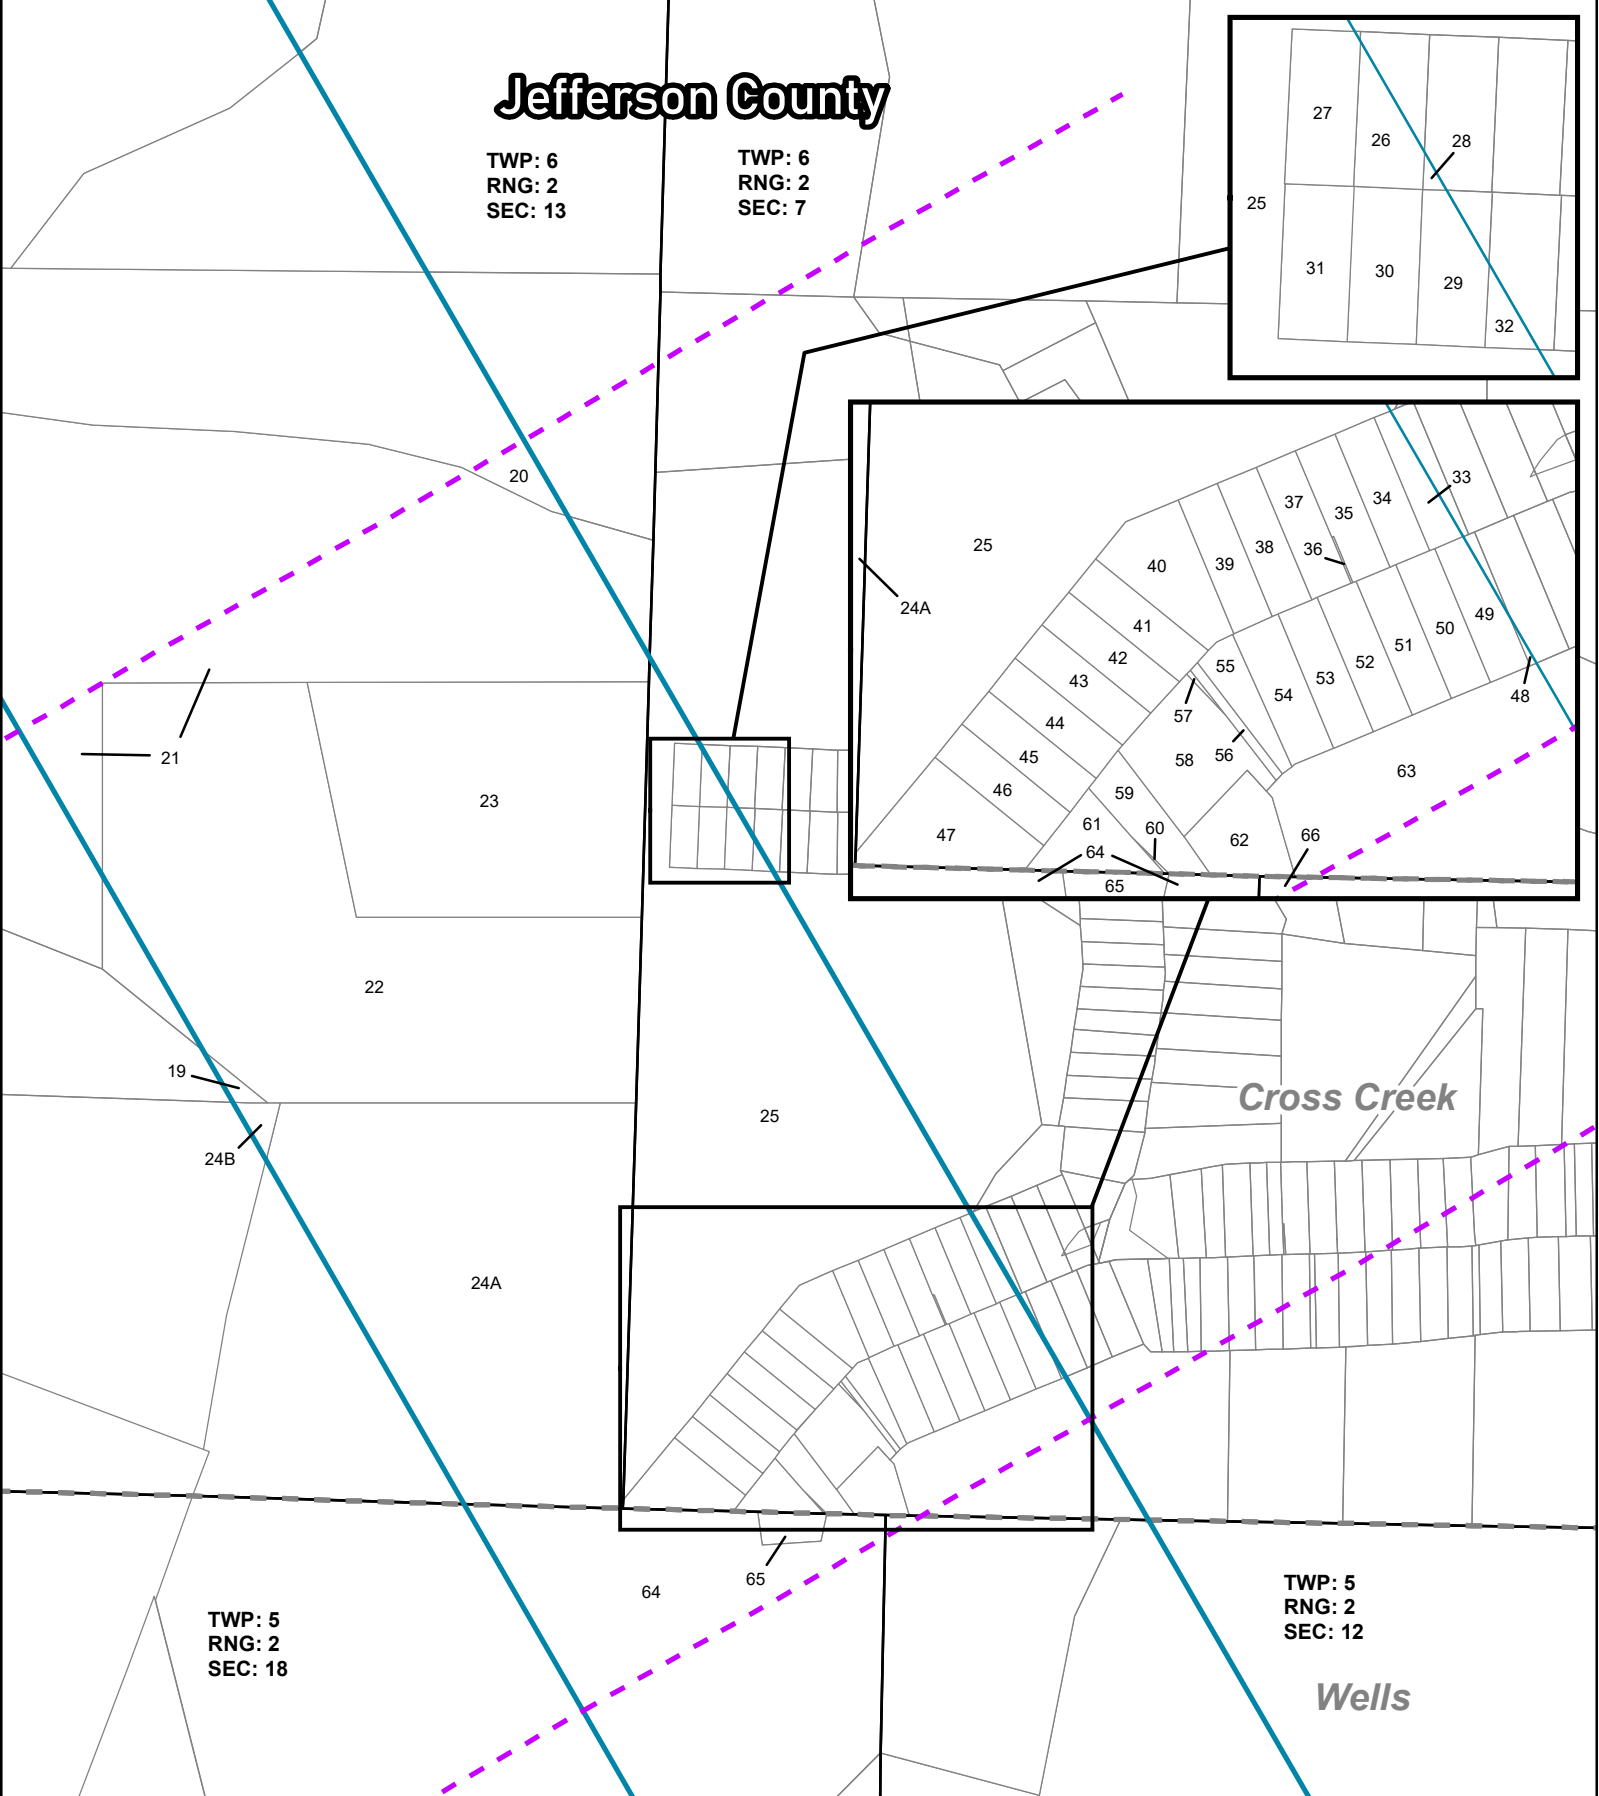 Jefferson County
TWP: 6
RNG: 2
SEC: 13
TWP: 6
RNG: 2
SEC: 7
27
26
28
25
31
30
29
32
20
33
37
34
35
25
36
38
39
40
24A
49
41
50
51
42
52
55
53
43
54
48
57
44
56
45
58
63
46
59
61
60
47
66
62
64
65
21
23
22
19
24B
25
Cross Creek
24A
65
64
TWP: 5
RNG: 2
SEC: 18
TWP: 5
RNG: 2
SEC: 12
Wells